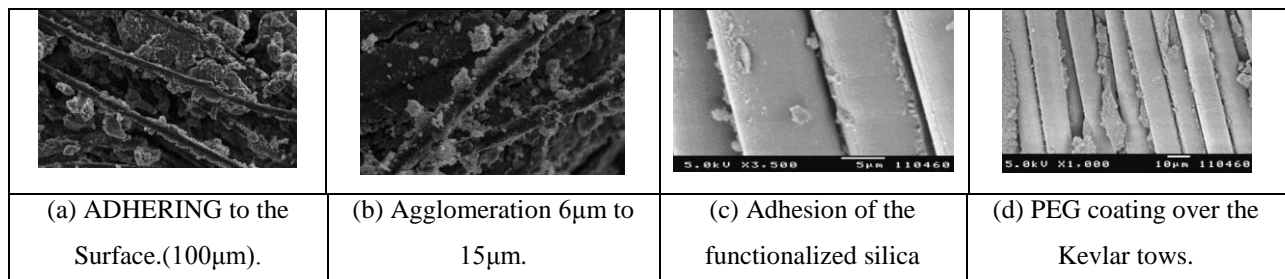 5.0kV X3,500 5µm 110460
5.0kV X1,000 10µm 110460
(a) ADHERING to the
Surface.(100µm).
(b) Agglomeration 6µm to
15µm.
(c) Adhesion of the
functionalized silica
(d) PEG coating over the
Kevlar tows.